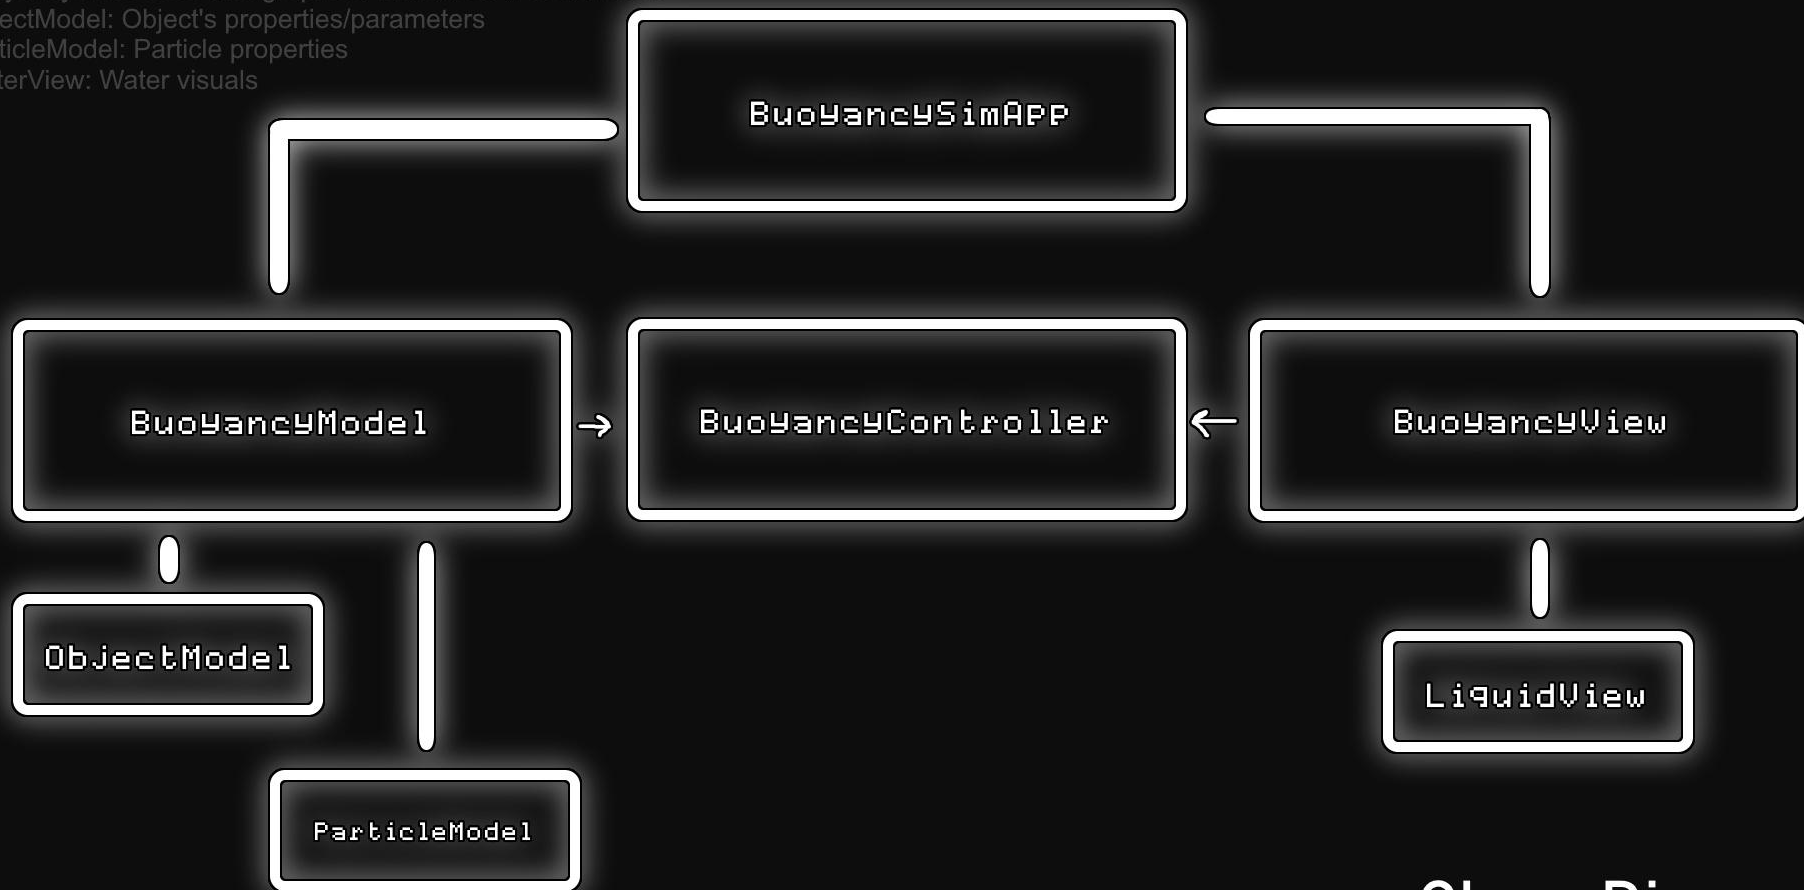 ectModel: Object's properties/parameters
ticleModel: Particle properties
terView: Water visuals
BuoyancySimApp
BuoyancyModel
BuoyancyController
BuoyancyView
ObjectModel
LiquidView
ParticleModel